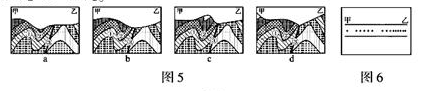 甲 乙 甲 乙 甲 乙 甲 乙 甲 乙
a b c d
图5 图6